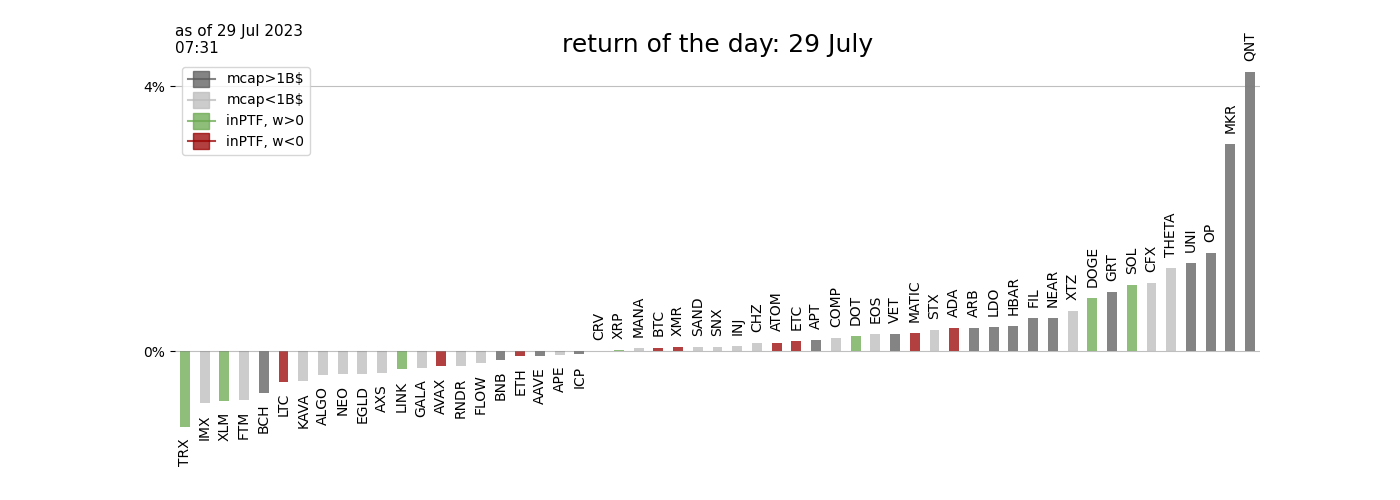 as of 29 Jul 2023
07:31
return of the day: 29 July
mcap>1B$
mcap<1B$
inPTF, w>0
inPTF, w<0
4%
0%
TRX
IMX
XLM
FTM
BCH
LTC
KAVA
ALGO
NEO
EGLD
AXS
LINK
GALA
AVAX
RNDR
FLOW
BNB
ETH
AAVE
APE
ICP
CRV
XRP
MANA
BTC
XMR
SAND
SNX
INJ
CHZ
ATOM
ETC
APT
COMP
DOT
EOS
VET
MATIC
STX
ADA
ARB
LDO
HBAR
FIL
NEAR
XTZ
DOGE
GRT
SOL
CFX
THETA
UNI
OP
MKR
QNT